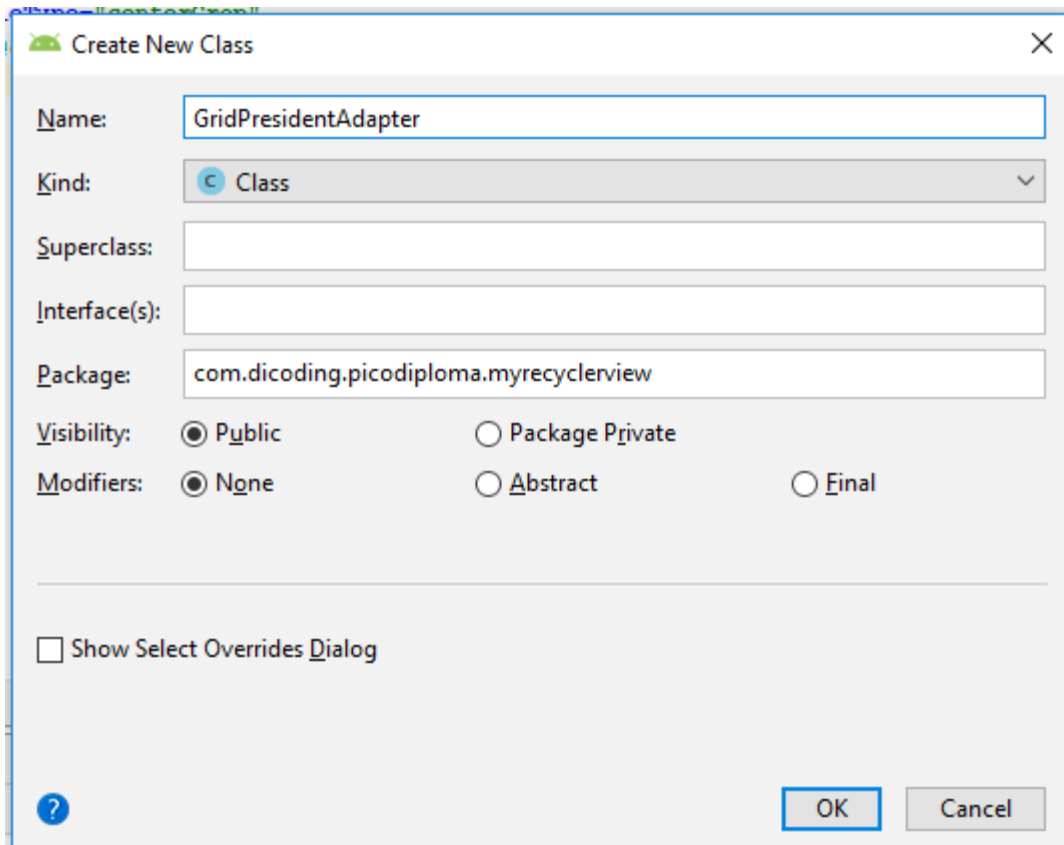 Create New Class
Name: GridPresidentAdapter
Kind: C Class
Superclass:
Interface(s):
Package: com.dicoding.picodiploma.myrecyclerview
Visibility: Public Package Private
Modifiers: None Abstract Final
Show Select Overrides Dialog
? OK Cancel